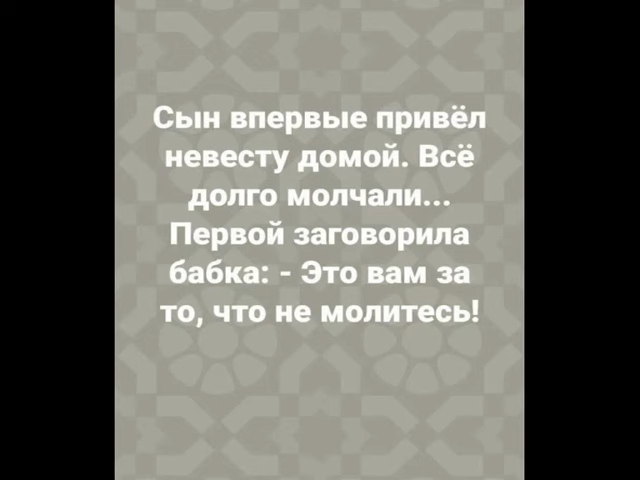 Сын впервые привёл
невесту домой. Всё
долго молчали...
Первой заговорила
бабка: - Это вам за
то, что не молитесь!